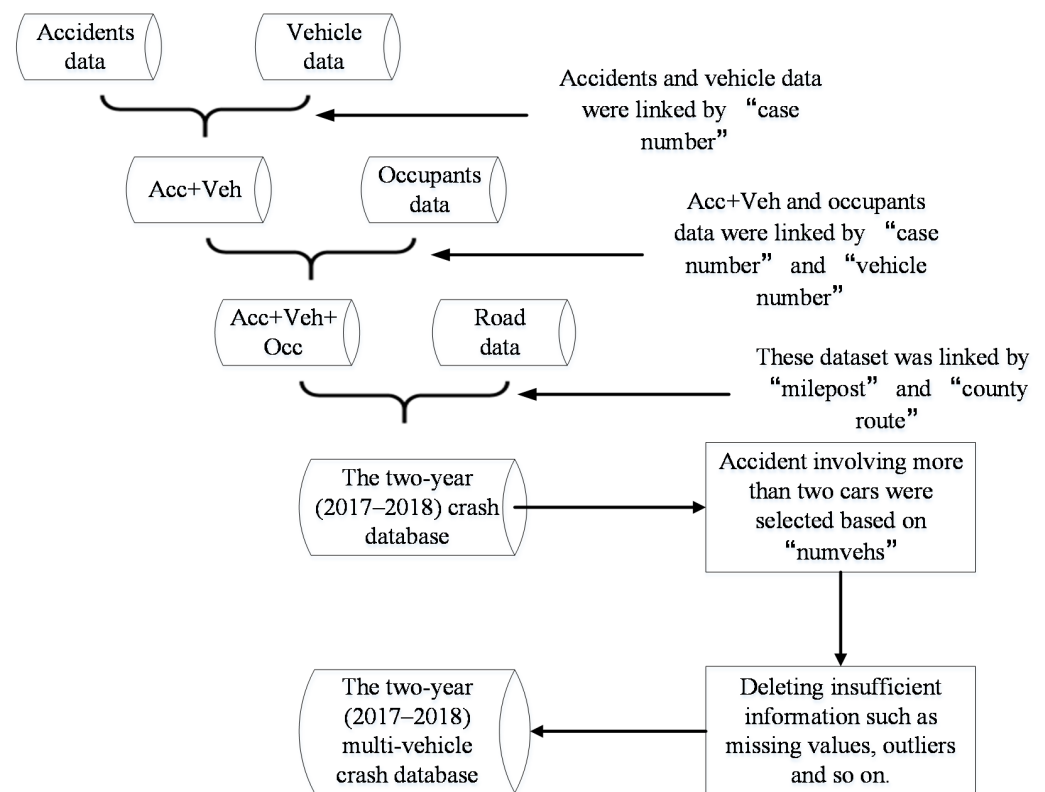 Accidents
data
Vehicle
data
Accidents and vehicle data
were linked by “case
number”
Acc+Veh
Occupants
data
Acc+Veh and occupants
data were linked by “case
number” and “vehicle
number”
Acc+Veh+
Occ
Road
data
These dataset was linked by
“milepost” and “county
route”
The two-year
(2017–2018) crash
database
Accident involving more
than two cars were
selected based on
“numvehs”
The two-year
(2017–2018)
multi-vehicle
crash database
Deleting insufficient
information such as
missing values, outliers
and so on.